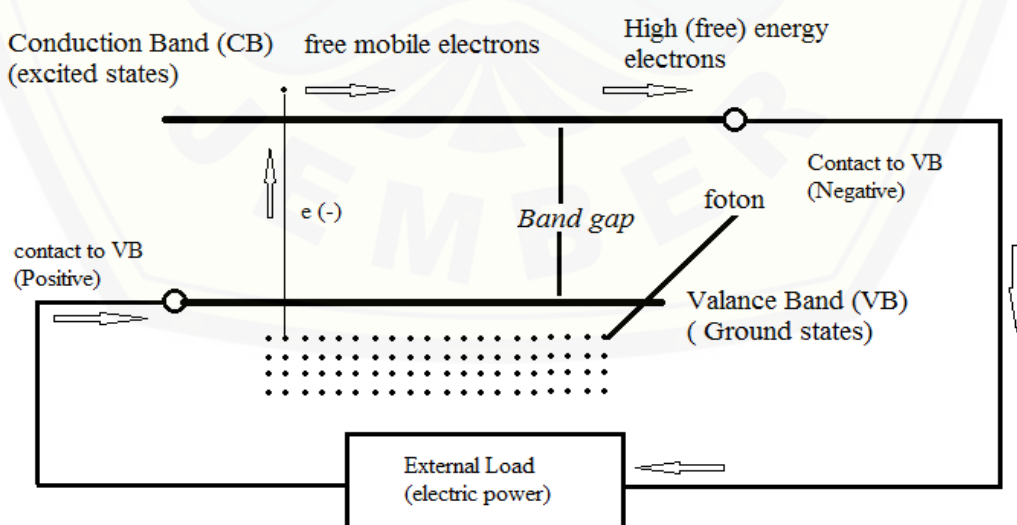 Conduction Band (CB)
(excited states)
free mobile electrons
High (free) energy
electrons
e (-)
Band gap
foton
Contact to VB
(Negative)
contact to VB
(Positive)
Valance Band (VB)
( Ground states)
External Load
(electric power)
JEMBER